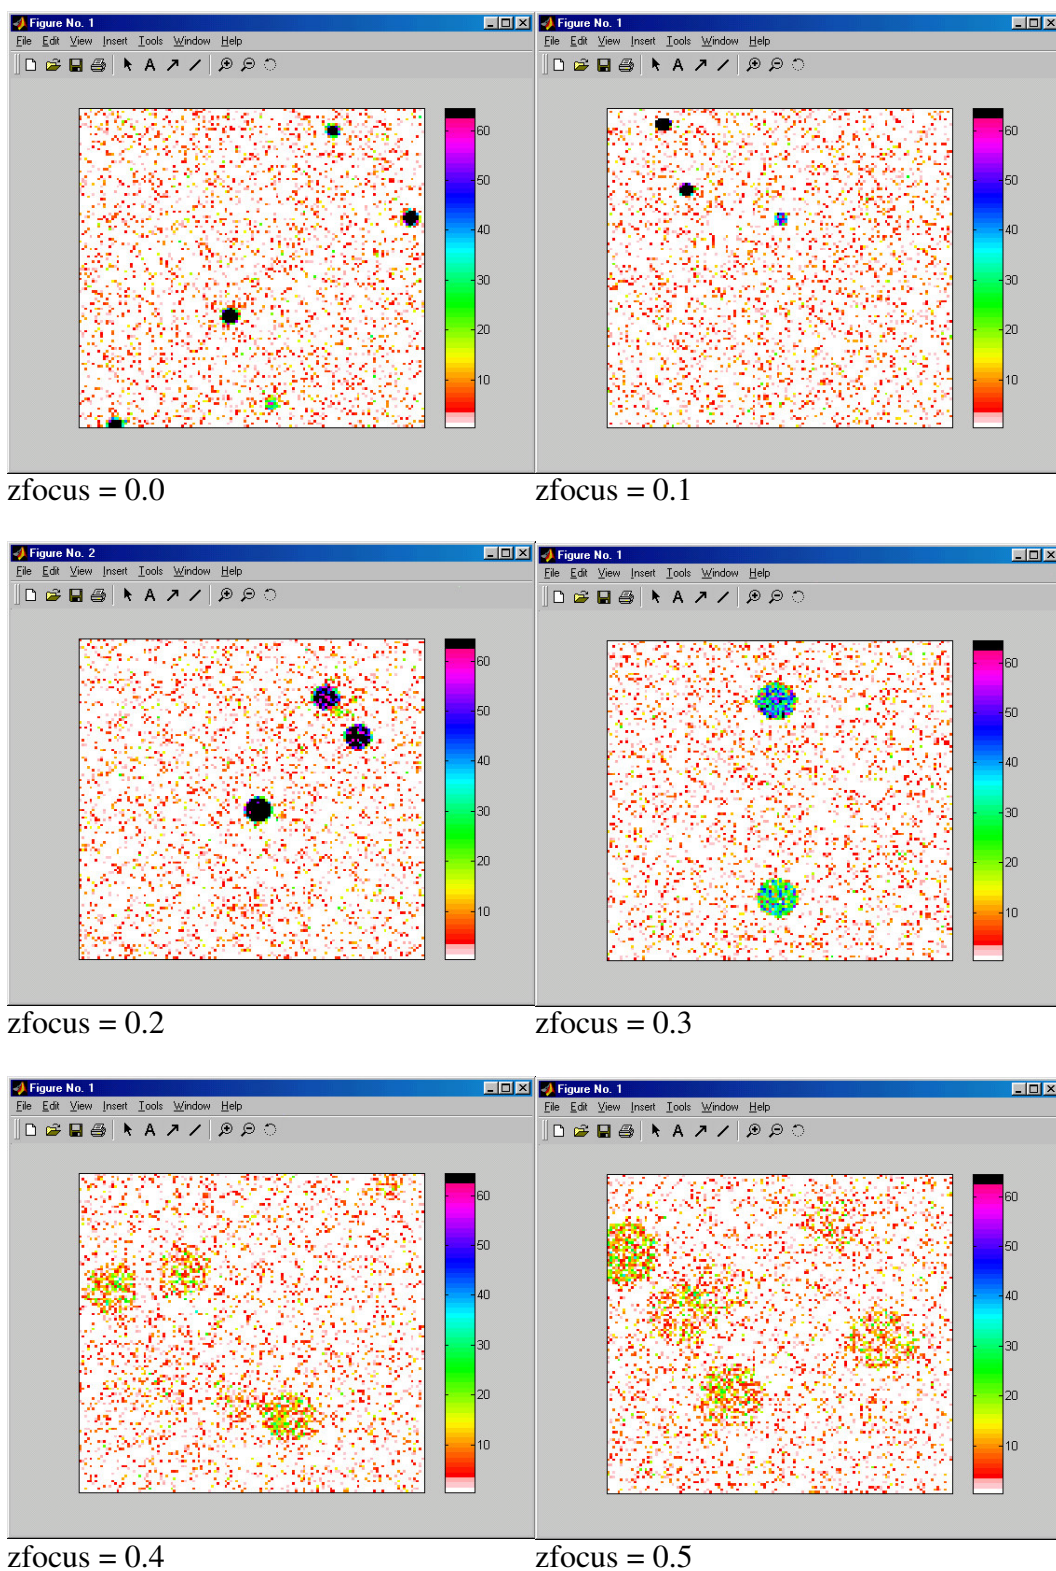 Figure No. 1
File Edit View Insert Tools Window Help
A
60
50
40
30
20
10
zfocus = 0.0
Figure No. 1
File Edit View Insert Tools Window Help
A
60
50
40
30
20
10
zfocus = 0.1
Figure No. 2
File Edit View Insert Tools Window Help
A
60
50
40
30
20
10
zfocus = 0.2
Figure No. 1
File Edit View Insert Tools Window Help
A
60
50
40
30
20
10
zfocus = 0.3
Figure No. 1
File Edit View Insert Tools Window Help
A
60
50
40
30
20
10
zfocus = 0.4
Figure No. 1
File Edit View Insert Tools Window Help
A
60
50
40
30
20
10
zfocus = 0.5